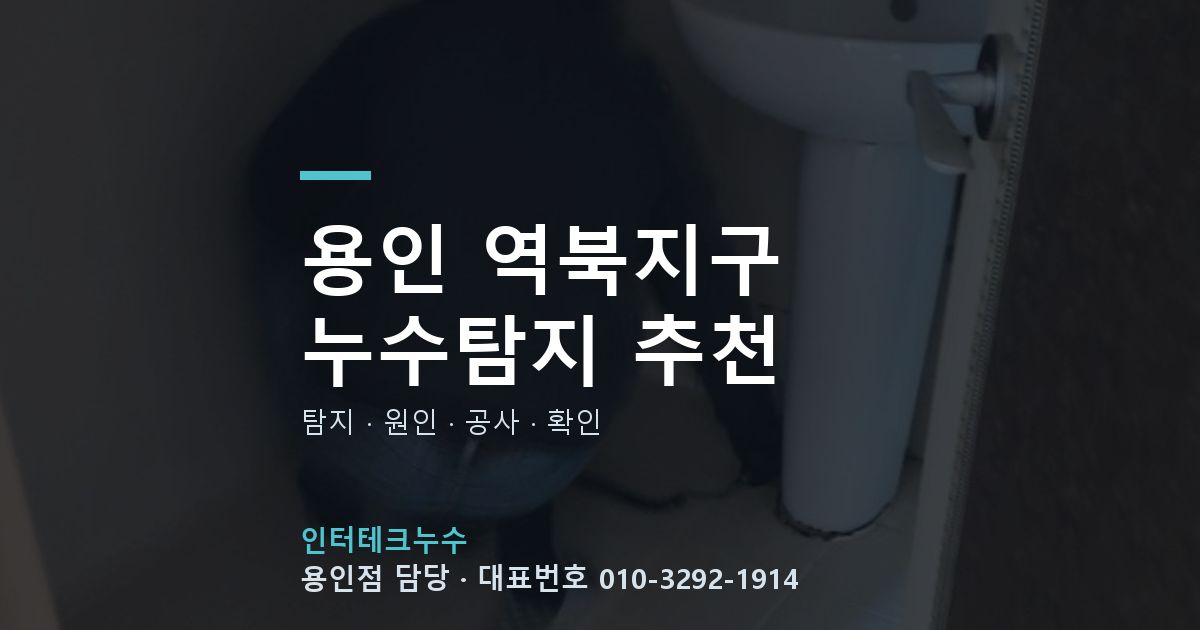 용인 역북지구
누수탐지 추천
탐지 · 원인 · 공사 · 확인
인터테크누수
용인점 담당 · 대표번호 010-3292-1914